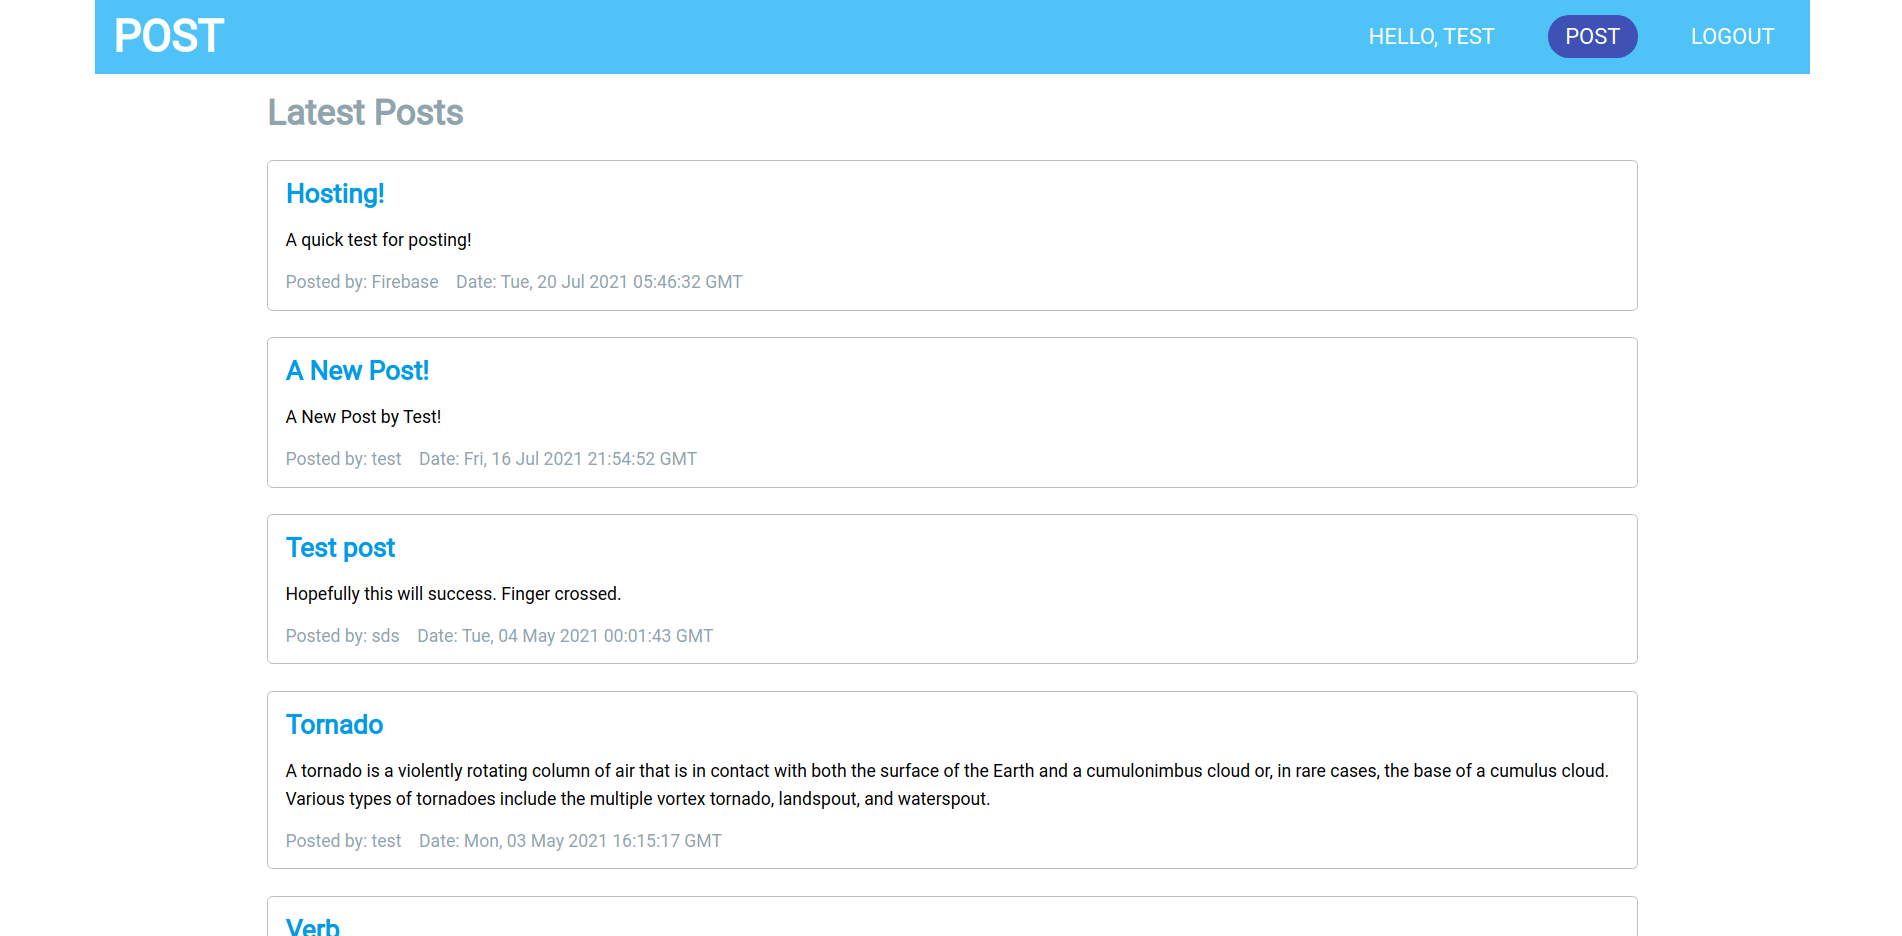 POST
HELLO, TEST POST LOGOUT
Latest Posts
Hosting!
A quick test for posting!
Posted by: Firebase Date: Tue, 20 Jul 2021 05:46:32 GMT
A New Post!
A New Post by Test!
Posted by: test Date: Fri, 16 Jul 2021 21:54:52 GMT
Test post
Hopefully this will success. Finger crossed.
Posted by: sds Date: Tue, 04 May 2021 00:01:43 GMT
Tornado
A tornado is a violently rotating column of air that is in contact with both the surface of the Earth and a cumulonimbus cloud or, in rare cases, the base of a cumulus cloud.
Various types of tornadoes include the multiple vortex tornado, landspout, and waterspout.
Posted by: test Date: Mon, 03 May 2021 16:15:17 GMT
Verb